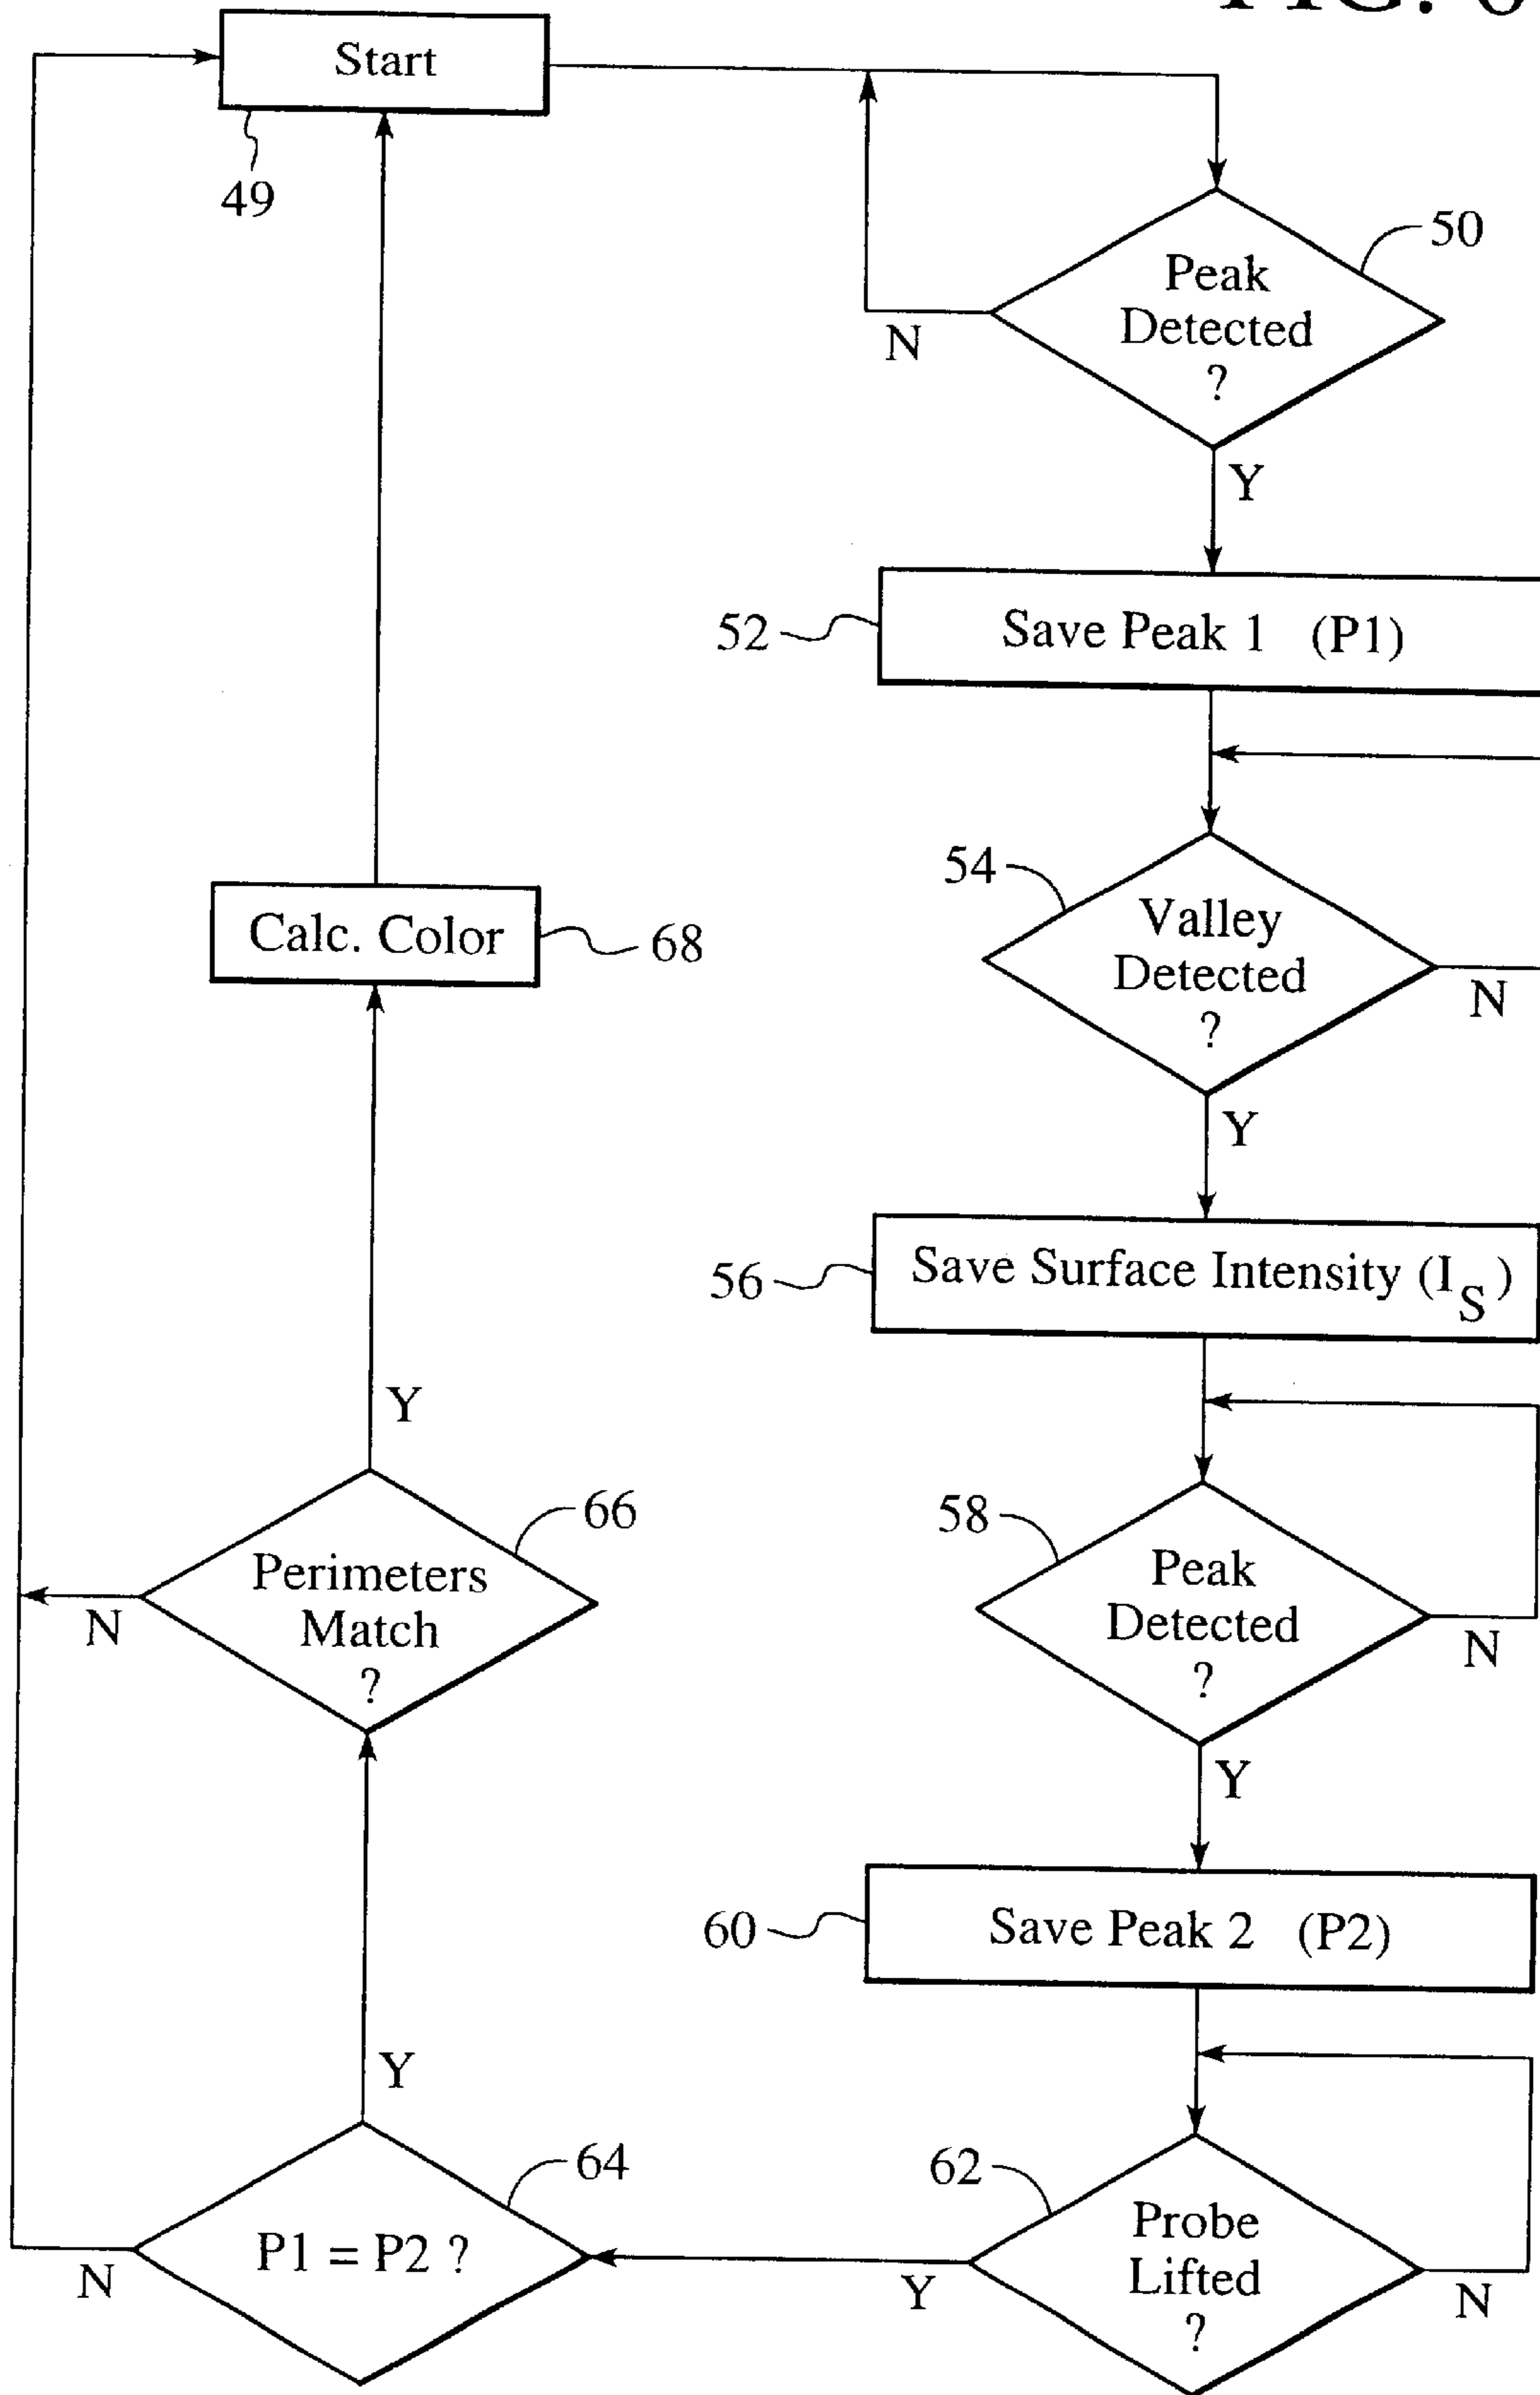 FIG. 6
Start
49
50
Peak
Detected
?
N
Y
52
Save Peak 1 (P1)
54
Valley
Detected
?
N
Y
56
Save Surface Intensity (I_S)
58
Peak
Detected
?
N
Y
60
Save Peak 2 (P2)
62
Probe
Lifted
?
N
Y
64
P1 = P2 ?
N
Y
66
Perimeters
Match
?
N
Y
Calc. Color
68